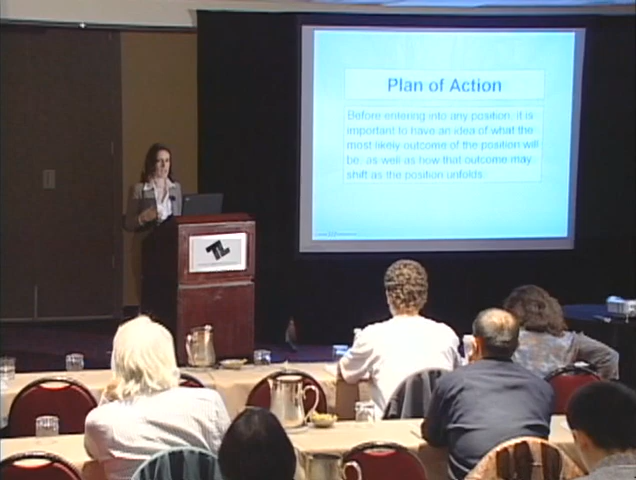 Plan of Action
Before entering into any position, it is
important to have an idea of what the
most likely outcome of the position will
be, as well as how that outcome may
shift as the position unfolds.
TL